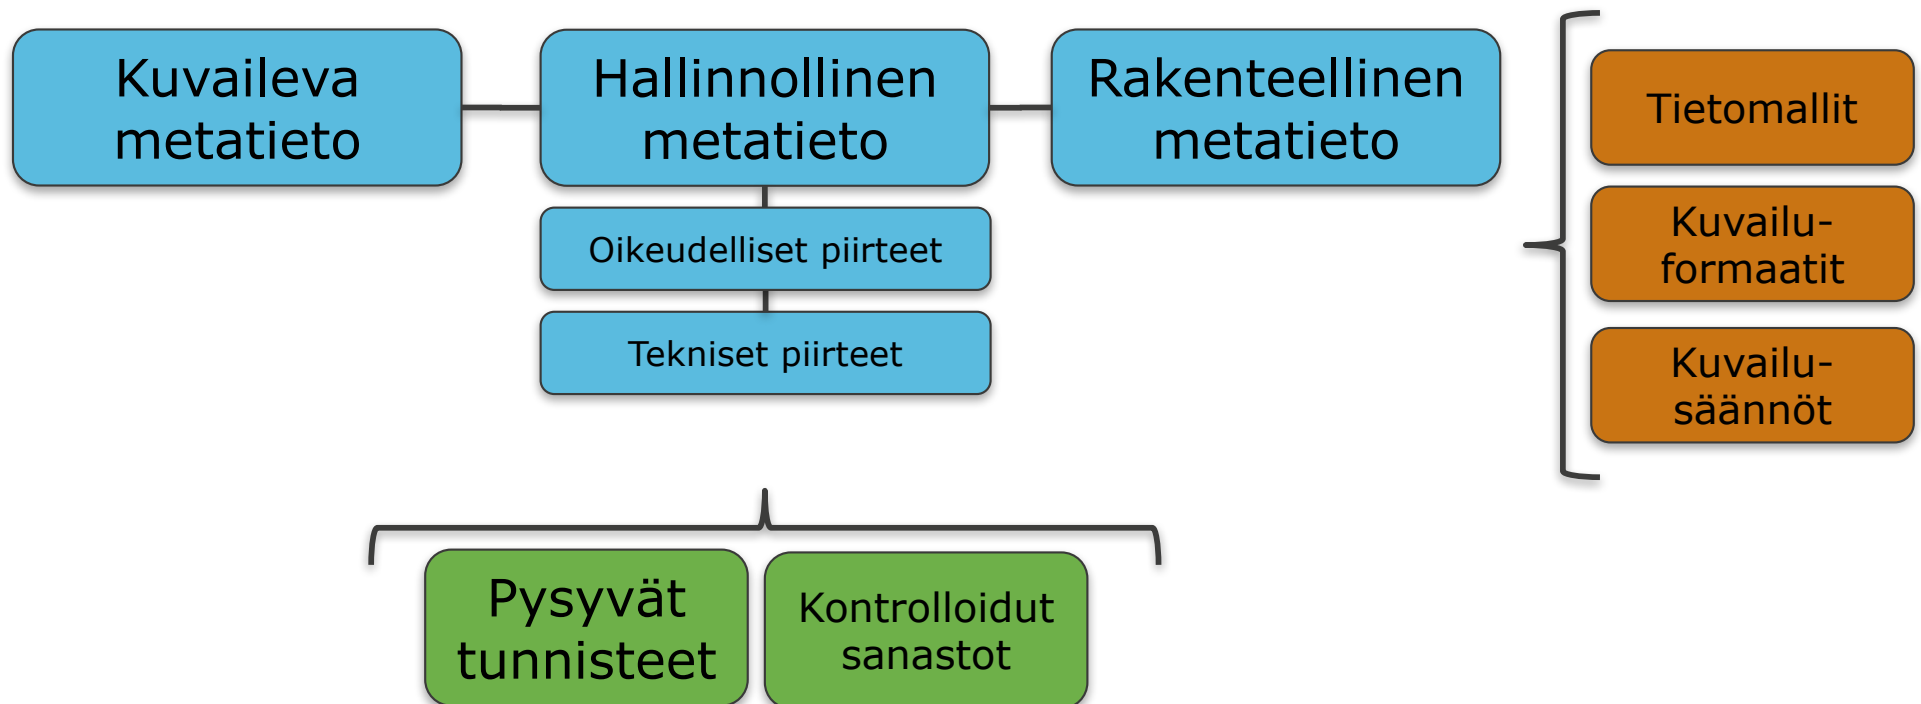 Kuvaileva
metatieto
Hallinnollinen
metatieto
Rakenteellinen
metatieto
Oikeudelliset piirteet
Tekniset piirteet
Tietomallit
Kuvailu-
formaatit
Kuvailu-
säännöt
Pysyvät
tunnisteet
Kontrolloidut
sanastot